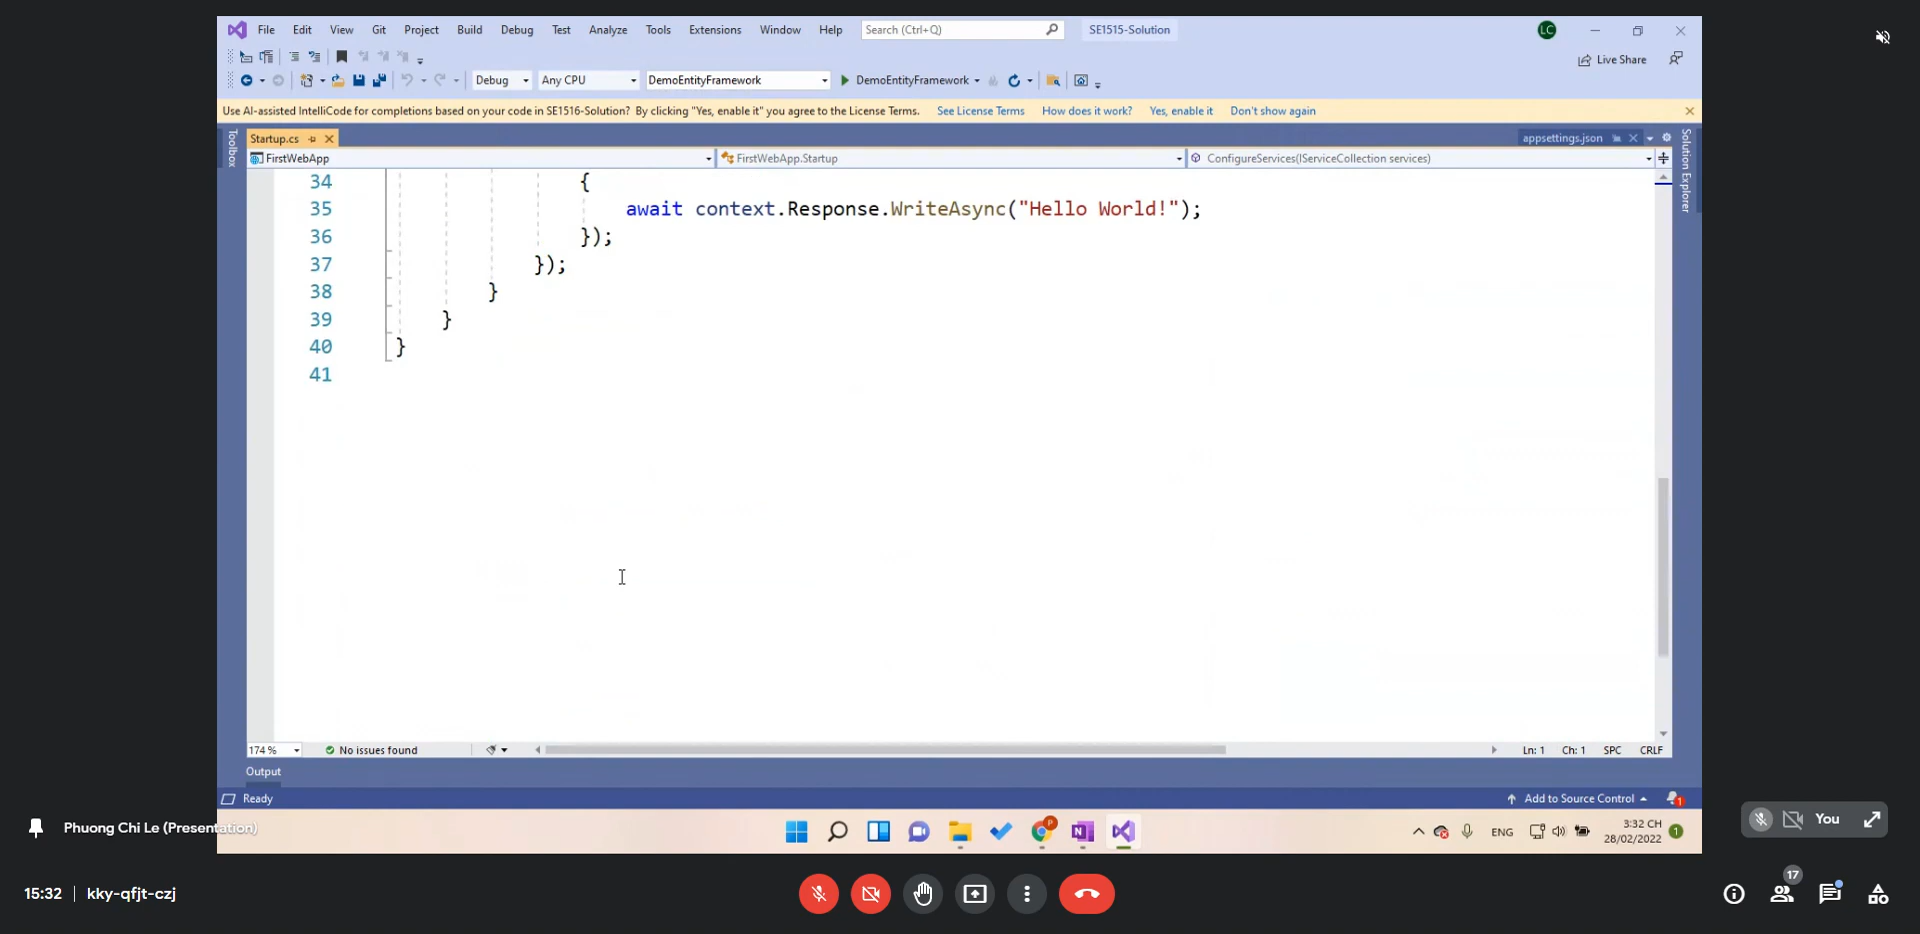 File Edit View Git Project Build Debug Test Analyze Tools Extensions Window Help Search (Ctrl+Q) SE1515-Solution LC
Live Share
Debug Any CPU DemoEntityFramework DemoEntityFramework
Use AI-assisted IntelliCode for completions based on your code in SE1516-Solution? By clicking "Yes, enable it" you agree to the License Terms. See License Terms How does it work? Yes, enable it Don't show again
Toolbox
Startup.cs appsettings.json
Solution Explorer
FirstWebApp FirstWebApp.Startup ConfigureServices(IServiceCollection services)
34 {
35 await context.Response.WriteAsync("Hello World!");
36 });
37 });
38 }
39 }
40 }
41
174 % No issues found Ln: 1 Ch: 1 SPC CRLF
Output
Ready Add to Source Control 1
Phuong Chi Le (Presentation)
P
N
ENG
3:32 CH
28/02/2022
1
You
15:32 kky-qfjt-czj
17